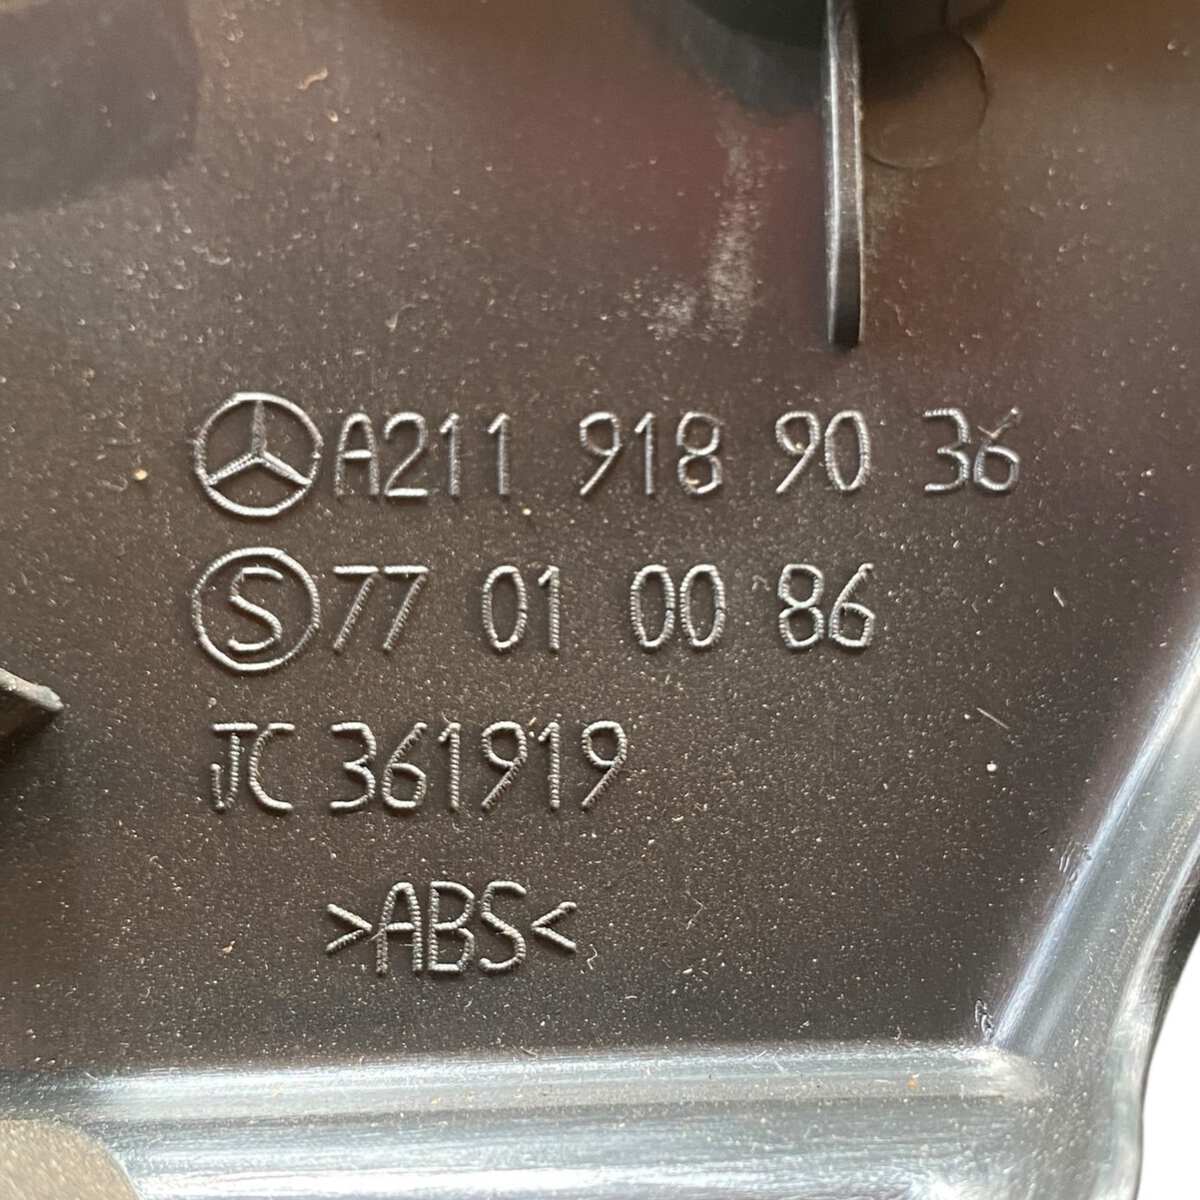 A211 918 90 36
S 77 01 00 86
JC 361919
>ABS<